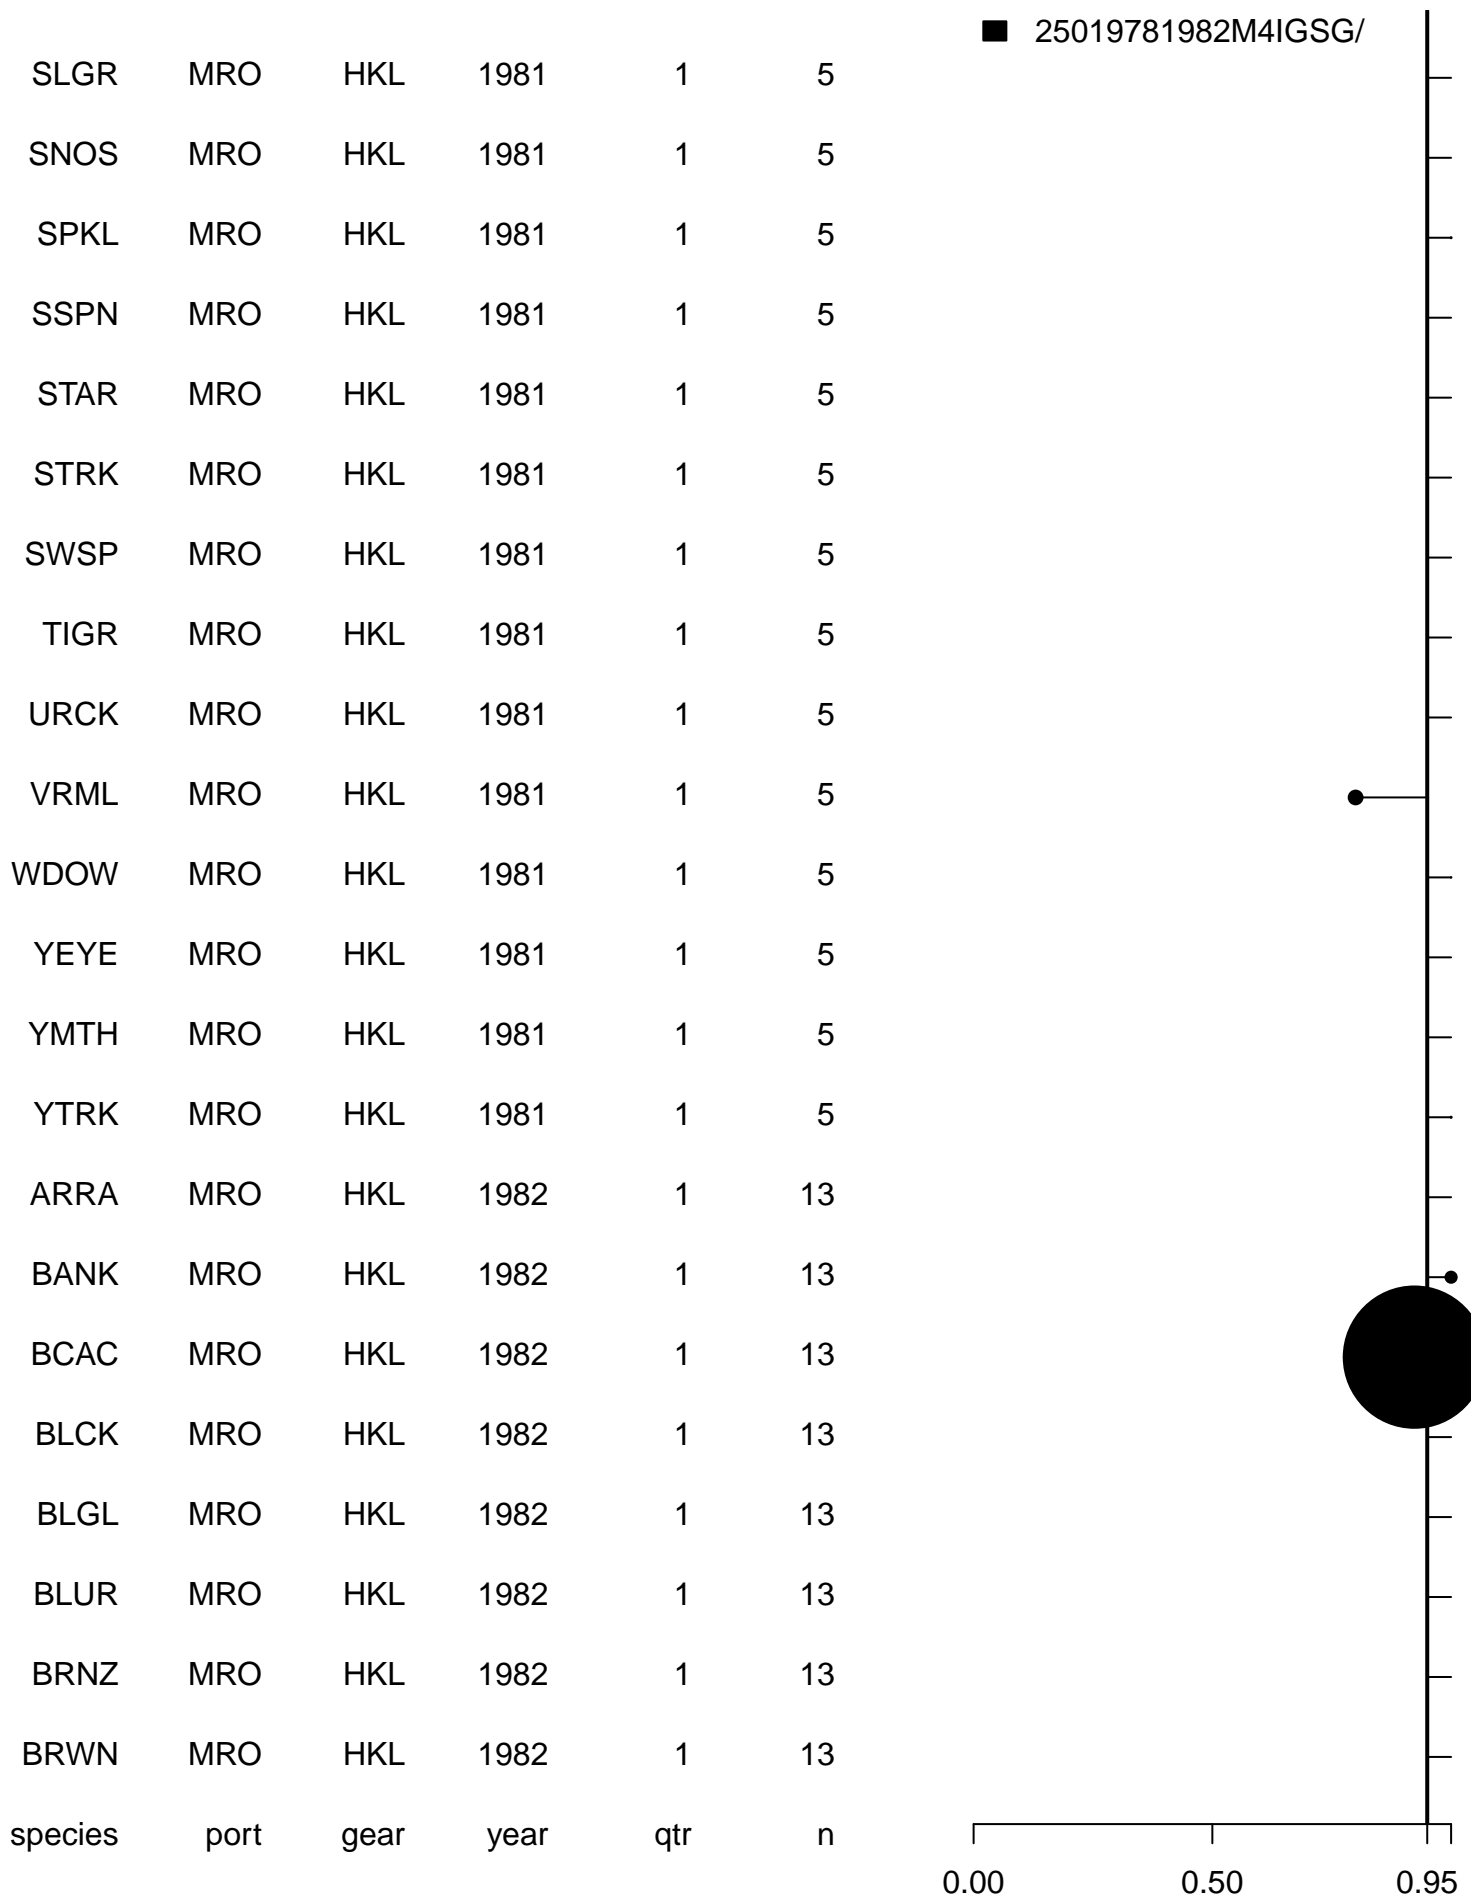 25019781982M4IGSG/
SLGR MRO HKL 1981 1 5
SNOS MRO HKL 1981 1 5
SPKL MRO HKL 1981 1 5
SSPN MRO HKL 1981 1 5
STAR MRO HKL 1981 1 5
STRK MRO HKL 1981 1 5
SWSP MRO HKL 1981 1 5
TIGR MRO HKL 1981 1 5
URCK MRO HKL 1981 1 5
VRML MRO HKL 1981 1 5
WDOW MRO HKL 1981 1 5
YEYE MRO HKL 1981 1 5
YMTH MRO HKL 1981 1 5
YTRK MRO HKL 1981 1 5
ARRA MRO HKL 1982 1 13
BANK MRO HKL 1982 1 13
BCAC MRO HKL 1982 1 13
BLCK MRO HKL 1982 1 13
BLGL MRO HKL 1982 1 13
BLUR MRO HKL 1982 1 13
BRNZ MRO HKL 1982 1 13
BRWN MRO HKL 1982 1 13
species port gear year qtr n
0.00 0.50 0.95